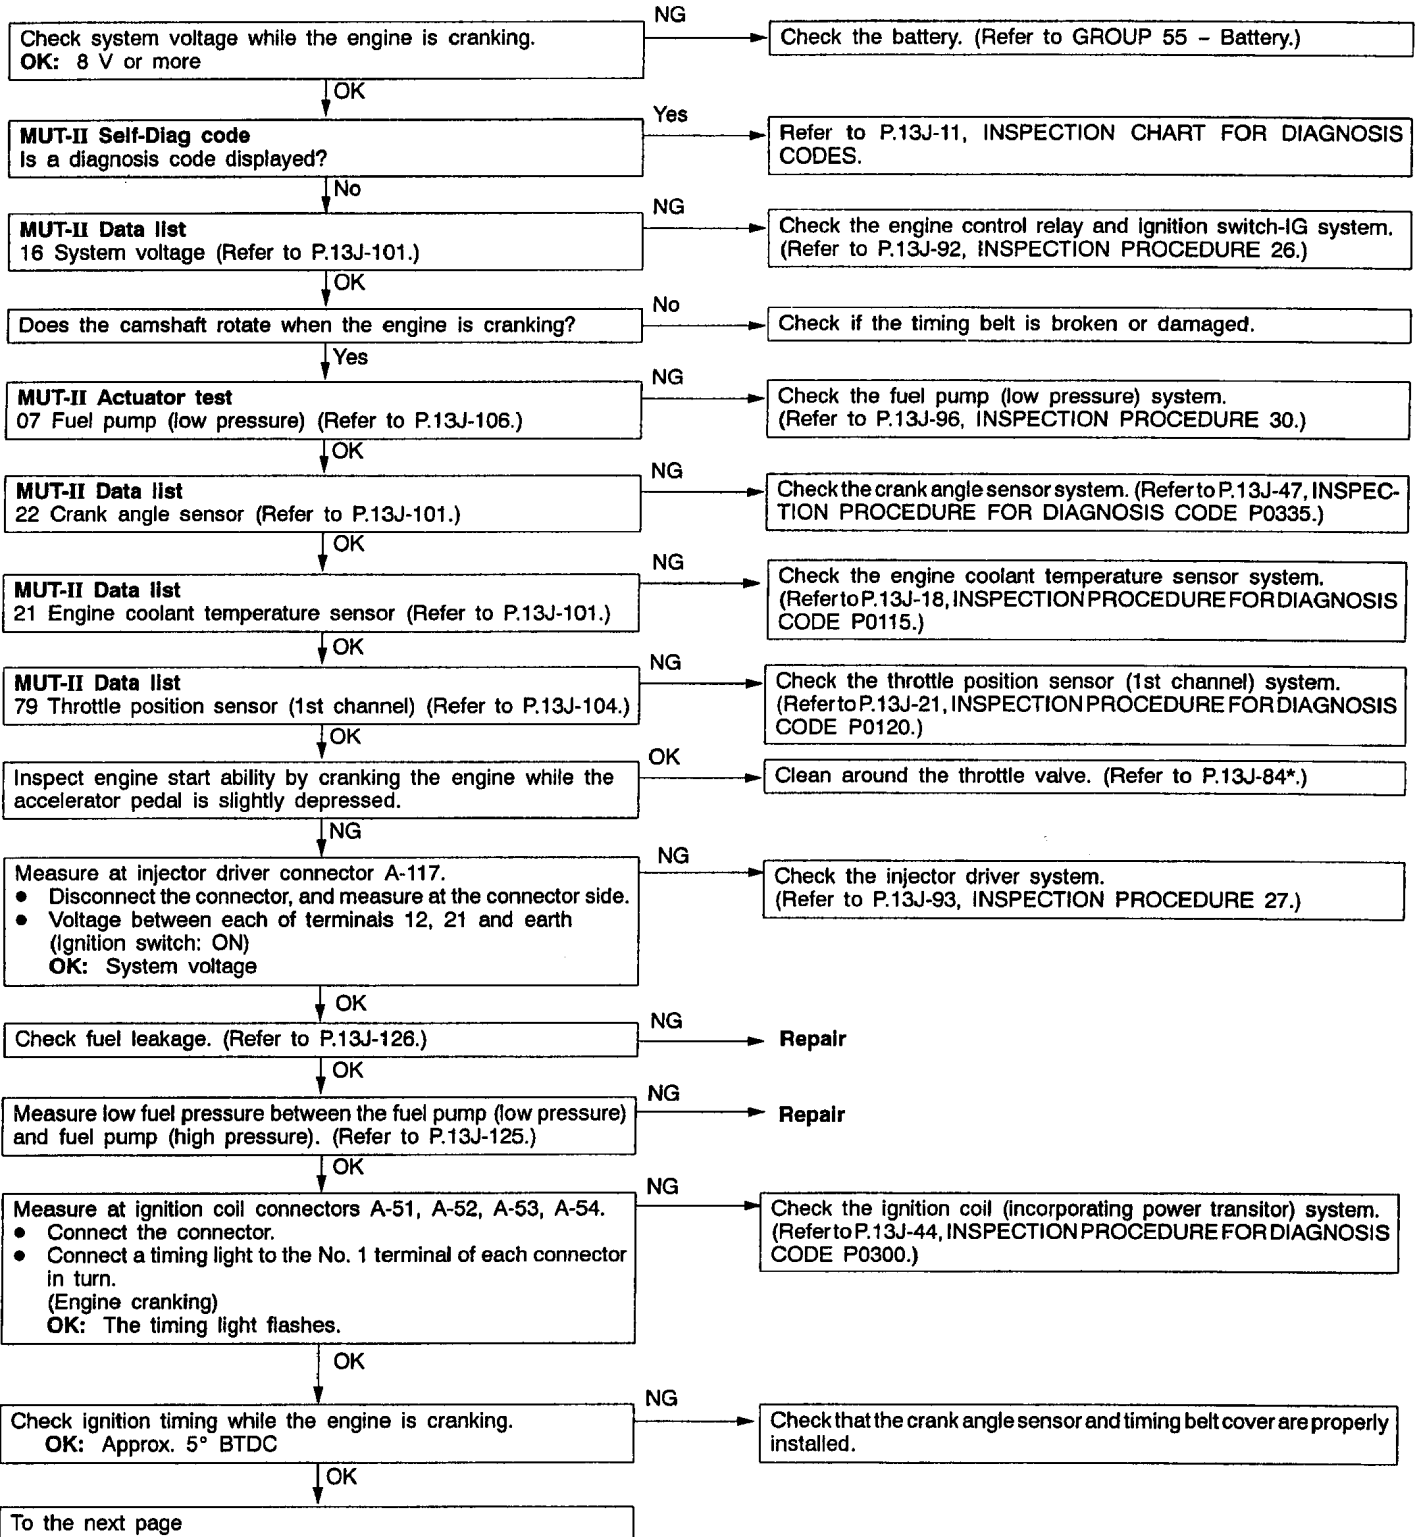 NG
Check system voltage while the engine is cranking.
OK: 8 V or more
Check the battery. (Refer to GROUP 55 – Battery.)
OK
MUT-II Self-Diag code
Is a diagnosis code displayed?
Yes
Refer to P.13J-11, INSPECTION CHART FOR DIAGNOSIS
CODES.
No
MUT-II Data list
16 System voltage (Refer to P.13J-101.)
NG
Check the engine control relay and ignition switch-IG system.
(Refer to P.13J-92, INSPECTION PROCEDURE 26.)
OK
Does the camshaft rotate when the engine is cranking?
No
Check if the timing belt is broken or damaged.
Yes
MUT-II Actuator test
07 Fuel pump (low pressure) (Refer to P.13J-106.)
NG
Check the fuel pump (low pressure) system.
(Refer to P.13J-96, INSPECTION PROCEDURE 30.)
OK
MUT-II Data list
22 Crank angle sensor (Refer to P.13J-101.)
NG
Check the crank angle sensor system. (Refer to P.13J-47, INSPEC-
TION PROCEDURE FOR DIAGNOSIS CODE P0335.)
OK
MUT-II Data list
21 Engine coolant temperature sensor (Refer to P.13J-101.)
NG
Check the engine coolant temperature sensor system.
(Refer to P.13J-18, INSPECTION PROCEDURE FOR DIAGNOSIS
CODE P0115.)
OK
MUT-II Data list
79 Throttle position sensor (1st channel) (Refer to P.13J-104.)
NG
Check the throttle position sensor (1st channel) system.
(Refer to P.13J-21, INSPECTION PROCEDURE FOR DIAGNOSIS
CODE P0120.)
OK
Inspect engine start ability by cranking the engine while the
accelerator pedal is slightly depressed.
OK
Clean around the throttle valve. (Refer to P.13J-84*.)
NG
Measure at injector driver connector A-117.
● Disconnect the connector, and measure at the connector side.
● Voltage between each of terminals 12, 21 and earth
(Ignition switch: ON)
OK: System voltage
NG
Check the injector driver system.
(Refer to P.13J-93, INSPECTION PROCEDURE 27.)
OK
Check fuel leakage. (Refer to P.13J-126.)
NG
Repair
OK
Measure low fuel pressure between the fuel pump (low pressure)
and fuel pump (high pressure). (Refer to P.13J-125.)
NG
Repair
OK
Measure at ignition coil connectors A-51, A-52, A-53, A-54.
● Connect the connector.
● Connect a timing light to the No. 1 terminal of each connector
in turn.
(Engine cranking)
OK: The timing light flashes.
NG
Check the ignition coil (incorporating power transitor) system.
(Refer to P.13J-44, INSPECTION PROCEDURE FOR DIAGNOSIS
CODE P0300.)
OK
Check ignition timing while the engine is cranking.
OK: Approx. 5° BTDC
NG
Check that the crank angle sensor and timing belt cover are properly
installed.
OK
To the next page